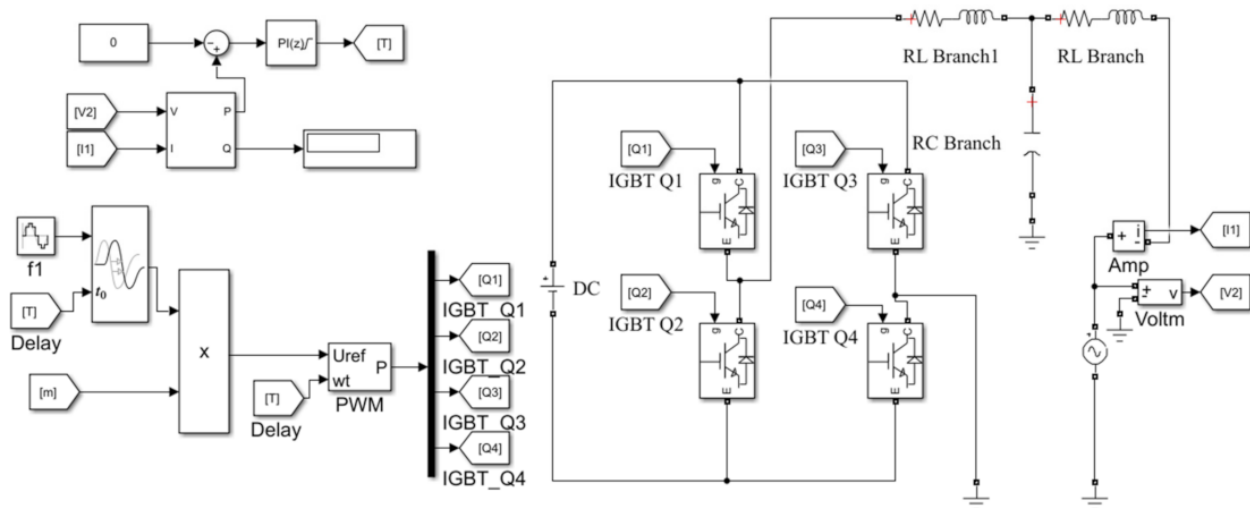 0
PI(z)
[T]
[V2]
[I1]
V
I
P
Q
f1
t₀
[T]
Delay
[m]
X
[T]
Delay
Uref
wt
P
PWM
[Q1]
IGBT_Q1
[Q2]
IGBT_Q2
[Q3]
IGBT_Q3
[Q4]
IGBT_Q4
DC
[Q1]
IGBT Q1
g
C
E
[Q3]
IGBT Q3
g
C
E
[Q2]
IGBT Q2
g
C
E
[Q4]
IGBT Q4
g
C
E
RL Branch1
RL Branch
RC Branch
+
i
-
Amp
[I1]
+
-
v
Voltm
[V2]